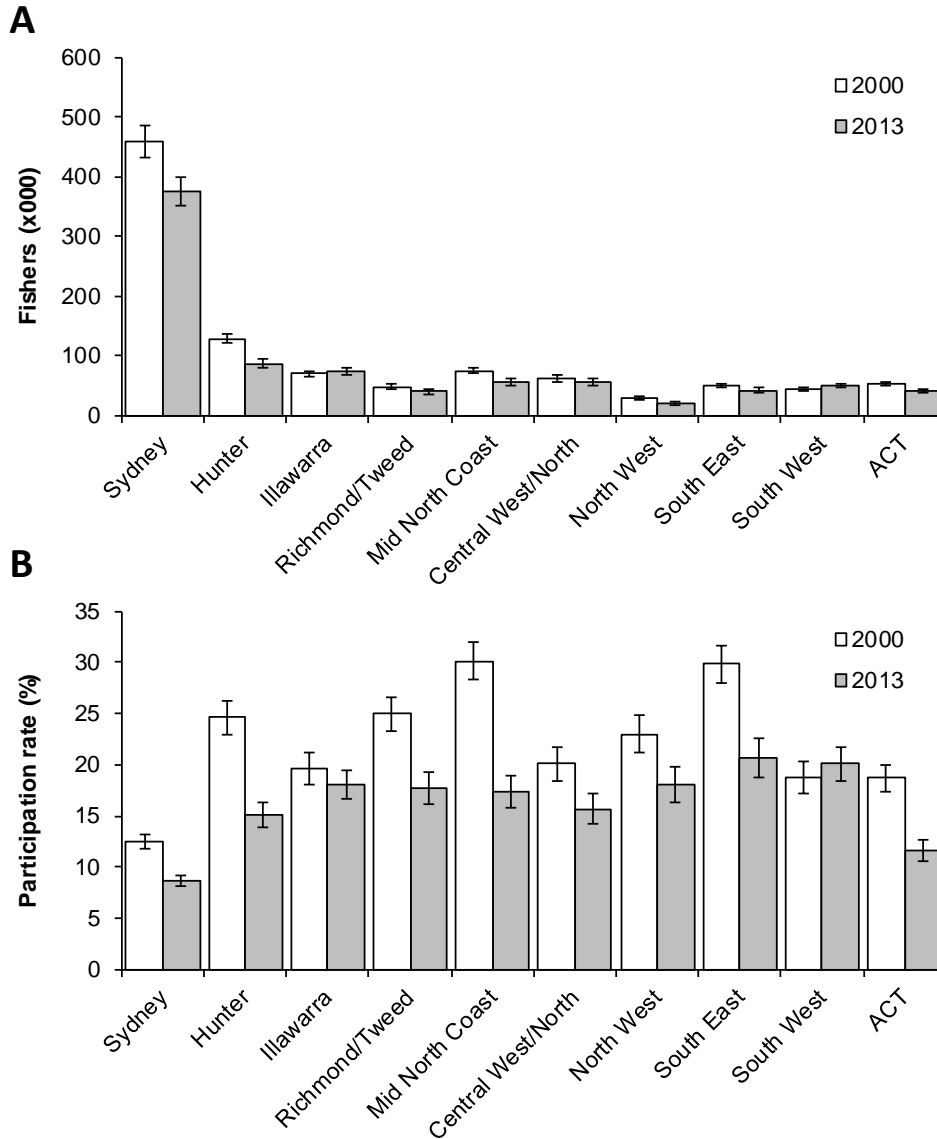 A
600
500
400
300
200
100
0
Fishers (x000)
2000
2013
Sydney
Hunter
Illawarra
Richmond/Tweed
Mid North Coast
Central West/North
North West
South East
South West
ACT
B
35
30
25
20
15
10
5
0
Participation rate (%)
2000
2013
Sydney
Hunter
Illawarra
Richmond/Tweed
Mid North Coast
Central West/North
North West
South East
South West
ACT